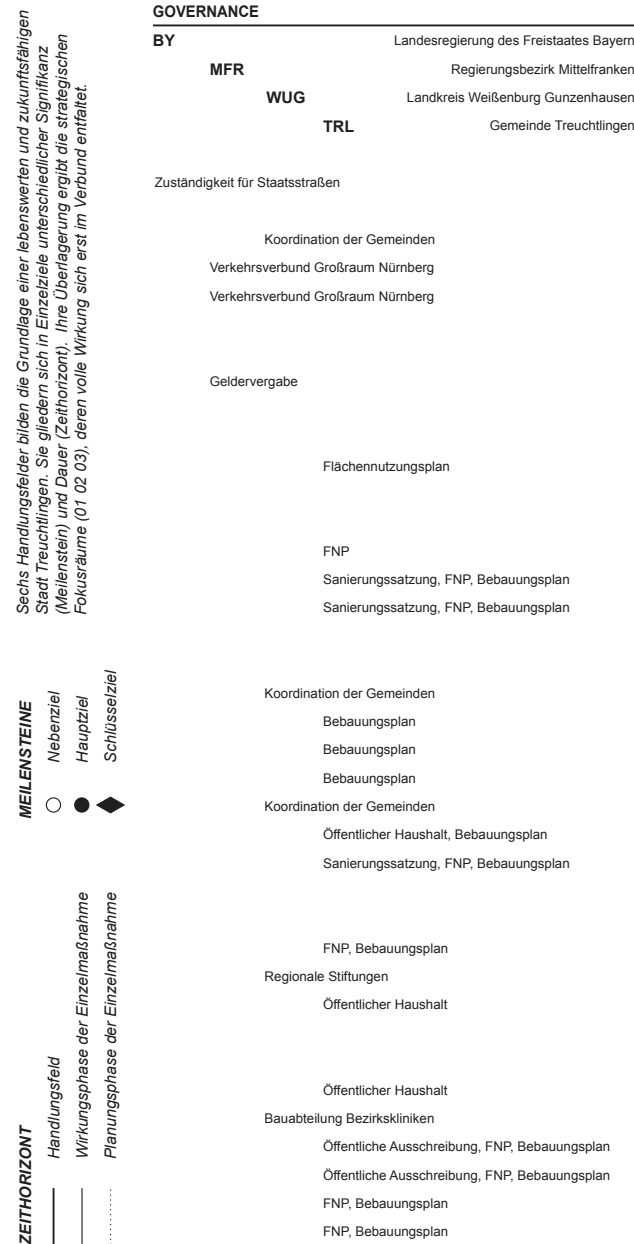 Sechs Handlungsfelder bilden die Grundlage einer lebenswerten und zukunftsfähigen
Stadt Treuchtlingen. Sie gliedern sich in Einzelziele unterschiedlicher Signifikanz
(Meilenstein) und Dauer (Zeithorizont). Ihre Überlagerung ergibt die strategischen
Fokusräume (01 02 03), deren volle Wirkung sich erst im Verbund entfaltet.
MEILENSTEINE
Nebenziel
Hauptziel
Schlüsselziel
ZEITHORIZONT
Handlungsfeld
Wirkungsphase der Einzelmaßnahme
Planungsphase der Einzelmaßnahme
GOVERNANCE
BY Landesregierung des Freistaates Bayern
MFR Regierungsbezirk Mittelfranken
WUG Landkreis Weißenburg Gunzenhausen
TRL Gemeinde Treuchtlingen
Zuständigkeit für Staatsstraßen
Koordination der Gemeinden
Verkehrsverbund Großraum Nürnberg
Verkehrsverbund Großraum Nürnberg
Geldervergabe
Flächennutzungsplan
FNP
Sanierungssatzung, FNP, Bebauungsplan
Sanierungssatzung, FNP, Bebauungsplan
Koordination der Gemeinden
Bebauungsplan
Bebauungsplan
Bebauungsplan
Koordination der Gemeinden
Öffentlicher Haushalt, Bebauungsplan
Sanierungssatzung, FNP, Bebauungsplan
FNP, Bebauungsplan
Regionale Stiftungen
Öffentlicher Haushalt
Öffentlicher Haushalt
Bauabteilung Bezirkskliniken
Öffentliche Ausschreibung, FNP, Bebauungsplan
Öffentliche Ausschreibung, FNP, Bebauungsplan
FNP, Bebauungsplan
FNP, Bebauungsplan